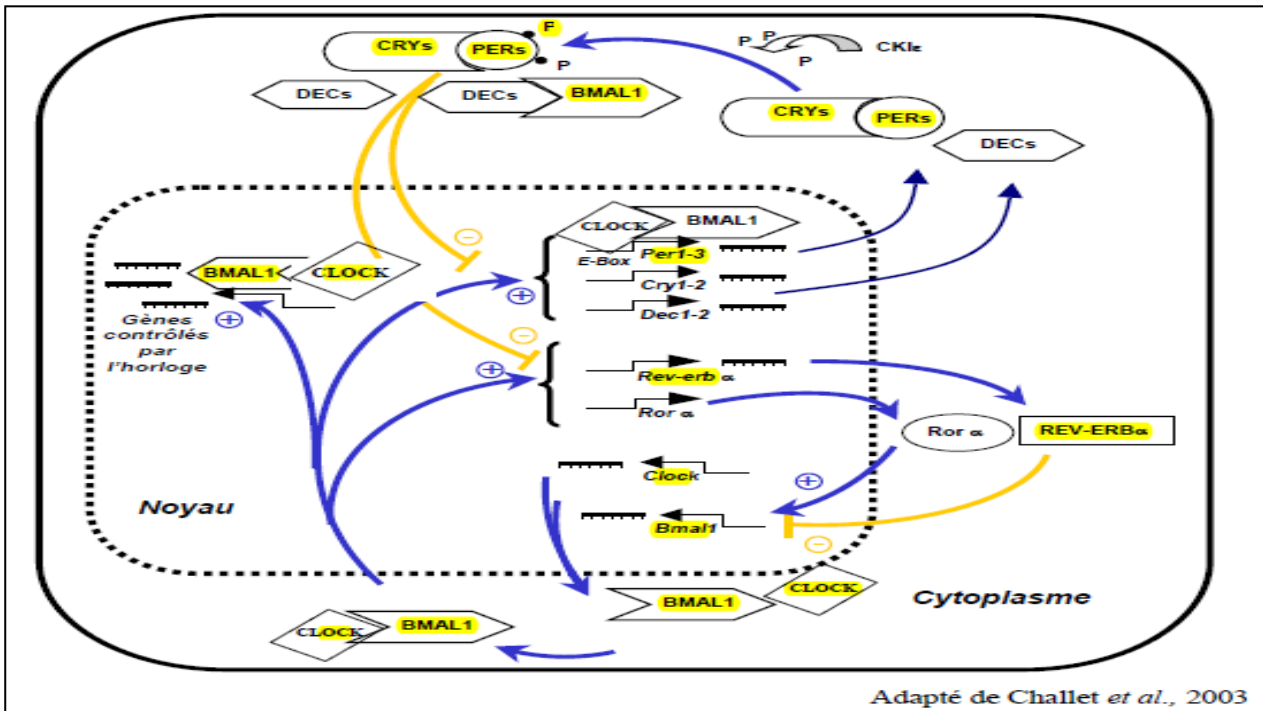 CRYs PERs P
P
DECs DECs BMAL1
P P
P
CKIε
CRYs PERs
DECs
CLOCK BMAL1
E-Box Per1-3
Cry1-2
Dec1-2
BMAL1 CLOCK
Gènes
contrôlés
par
l'horloge
Rev-erb α
Ror α
Ror α REV-ERBα
Clock
Bmal1
Noyau
BMAL1 CLOCK
Cytoplasme
CLOCK BMAL1
Adapté de Challet et al., 2003